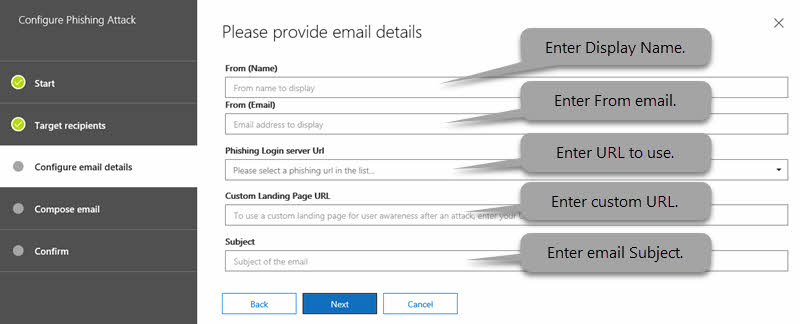 Configure Phishing Attack
Start
Target recipients
Configure email details
Compose email
Confirm
Please provide email details
Enter Display Name.
From (Name)
From name to display
Enter From email.
From (Email)
Email address to display
Enter URL to use.
Phishing Login server Url
Please select a phishing url in the list...
Enter custom URL.
Custom Landing Page URL
To use a custom landing page for user awareness after an attack, enter your
Enter email Subject.
Subject
Subject of the email
Back Next Cancel